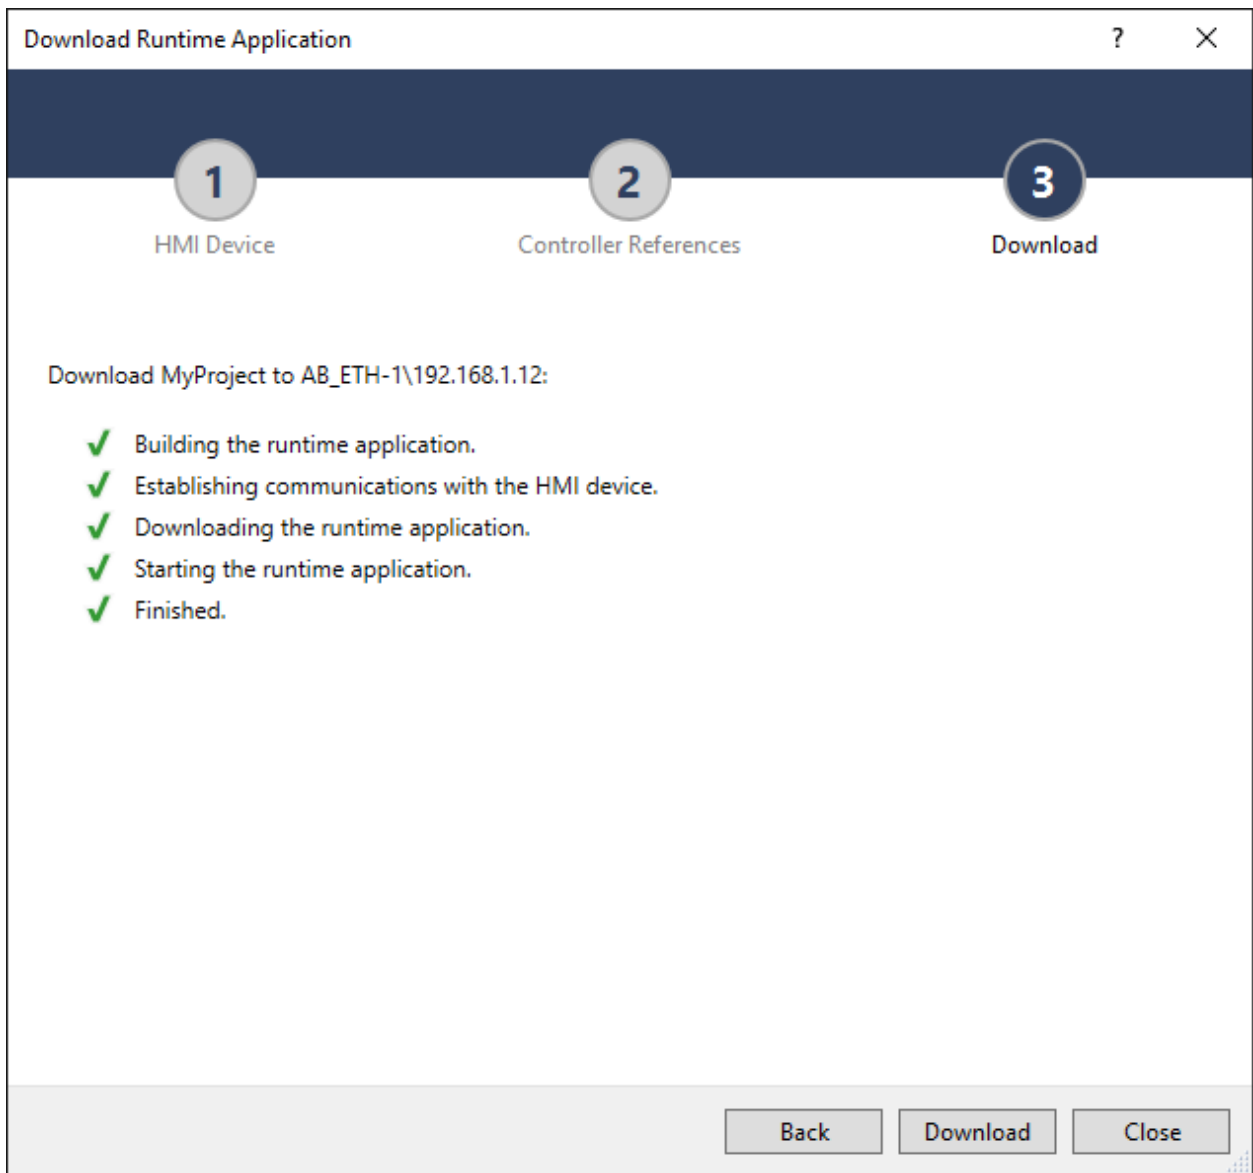 Download Runtime Application
?
1
2
3
HMI Device
Controller References
Download
Download MyProject to AB_ETH-1\192.168.1.12:
Building the runtime application.
Establishing communications with the HMI device.
Downloading the runtime application.
Starting the runtime application.
Finished.
Back
Download
Close